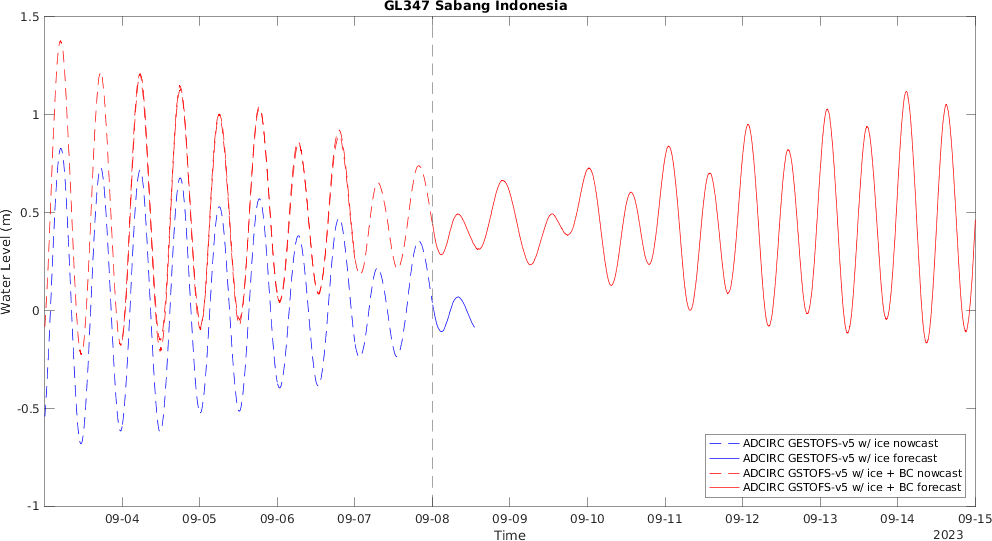 GL347 Sabang Indonesia
1.5
1
0.5
0
-0.5
-1
Water Level (m)
09-04 09-05 09-06 09-07 09-08 09-09 09-10 09-11 09-12 09-13 09-14 09-15
Time
2023
ADCIRC GESTOFS-v5 w/ ice nowcast
ADCIRC GESTOFS-v5 w/ ice forecast
ADCIRC GSTOFS-v5 w/ ice + BC nowcast
ADCIRC GSTOFS-v5 w/ ice + BC forecast